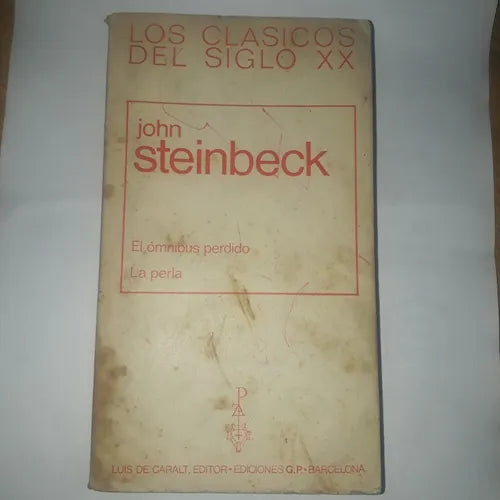 LOS CLASICOS
DEL SIGLO XX
john
steinbeck
El ómnibus perdido
La perla
P
Z
LUIS DE CARALT, EDITOR • EDICIONES G.P. • BARCELONA